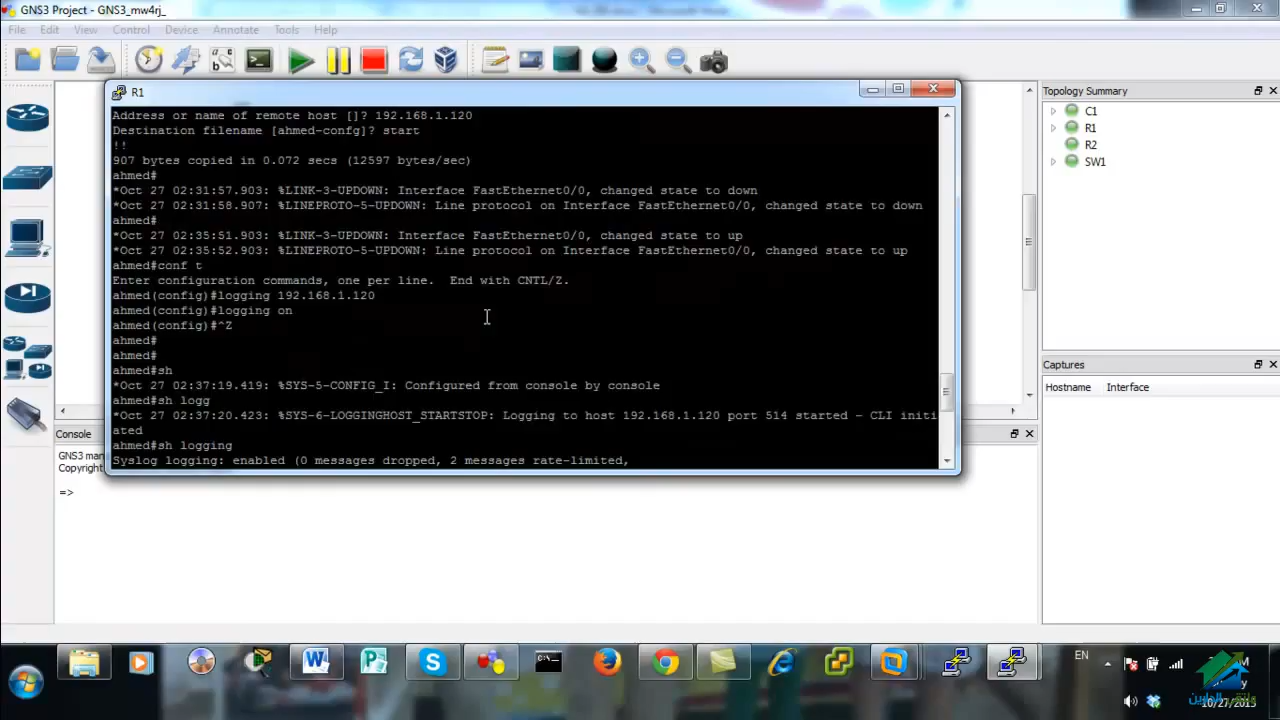 GNS3 Project - GNS3_mw4rj_
File Edit View Control Device Annotate Tools Help
R1
Address or name of remote host []? 192.168.1.120
Destination filename [ahmed-confg]? start
!!
907 bytes copied in 0.072 secs (12597 bytes/sec)
ahmed#
*Oct 27 02:31:57.903: %LINK-3-UPDOWN: Interface FastEthernet0/0, changed state to down
*Oct 27 02:31:58.907: %LINEPROTO-5-UPDOWN: Line protocol on Interface FastEthernet0/0, changed state to down
ahmed#
*Oct 27 02:35:51.903: %LINK-3-UPDOWN: Interface FastEthernet0/0, changed state to up
*Oct 27 02:35:52.903: %LINEPROTO-5-UPDOWN: Line protocol on Interface FastEthernet0/0, changed state to up
ahmed#conf t
Enter configuration commands, one per line.  End with CNTL/Z.
ahmed(config)#logging 192.168.1.120
ahmed(config)#logging on
ahmed(config)#^Z
ahmed#
ahmed#
ahmed#sh
*Oct 27 02:37:19.419: %SYS-5-CONFIG_I: Configured from console by console
ahmed#sh logg
*Oct 27 02:37:20.423: %SYS-6-LOGGINGHOST_STARTSTOP: Logging to host 192.168.1.120 port 514 started - CLI initi
ated
ahmed#sh logging
Syslog logging: enabled (0 messages dropped, 2 messages rate-limited,
Topology Summary
C1
R1
R2
SW1
Captures
Hostname Interface
Console
GNS3 man
Copyright
=>
EN
10/27/2015
ملتقى الدارين